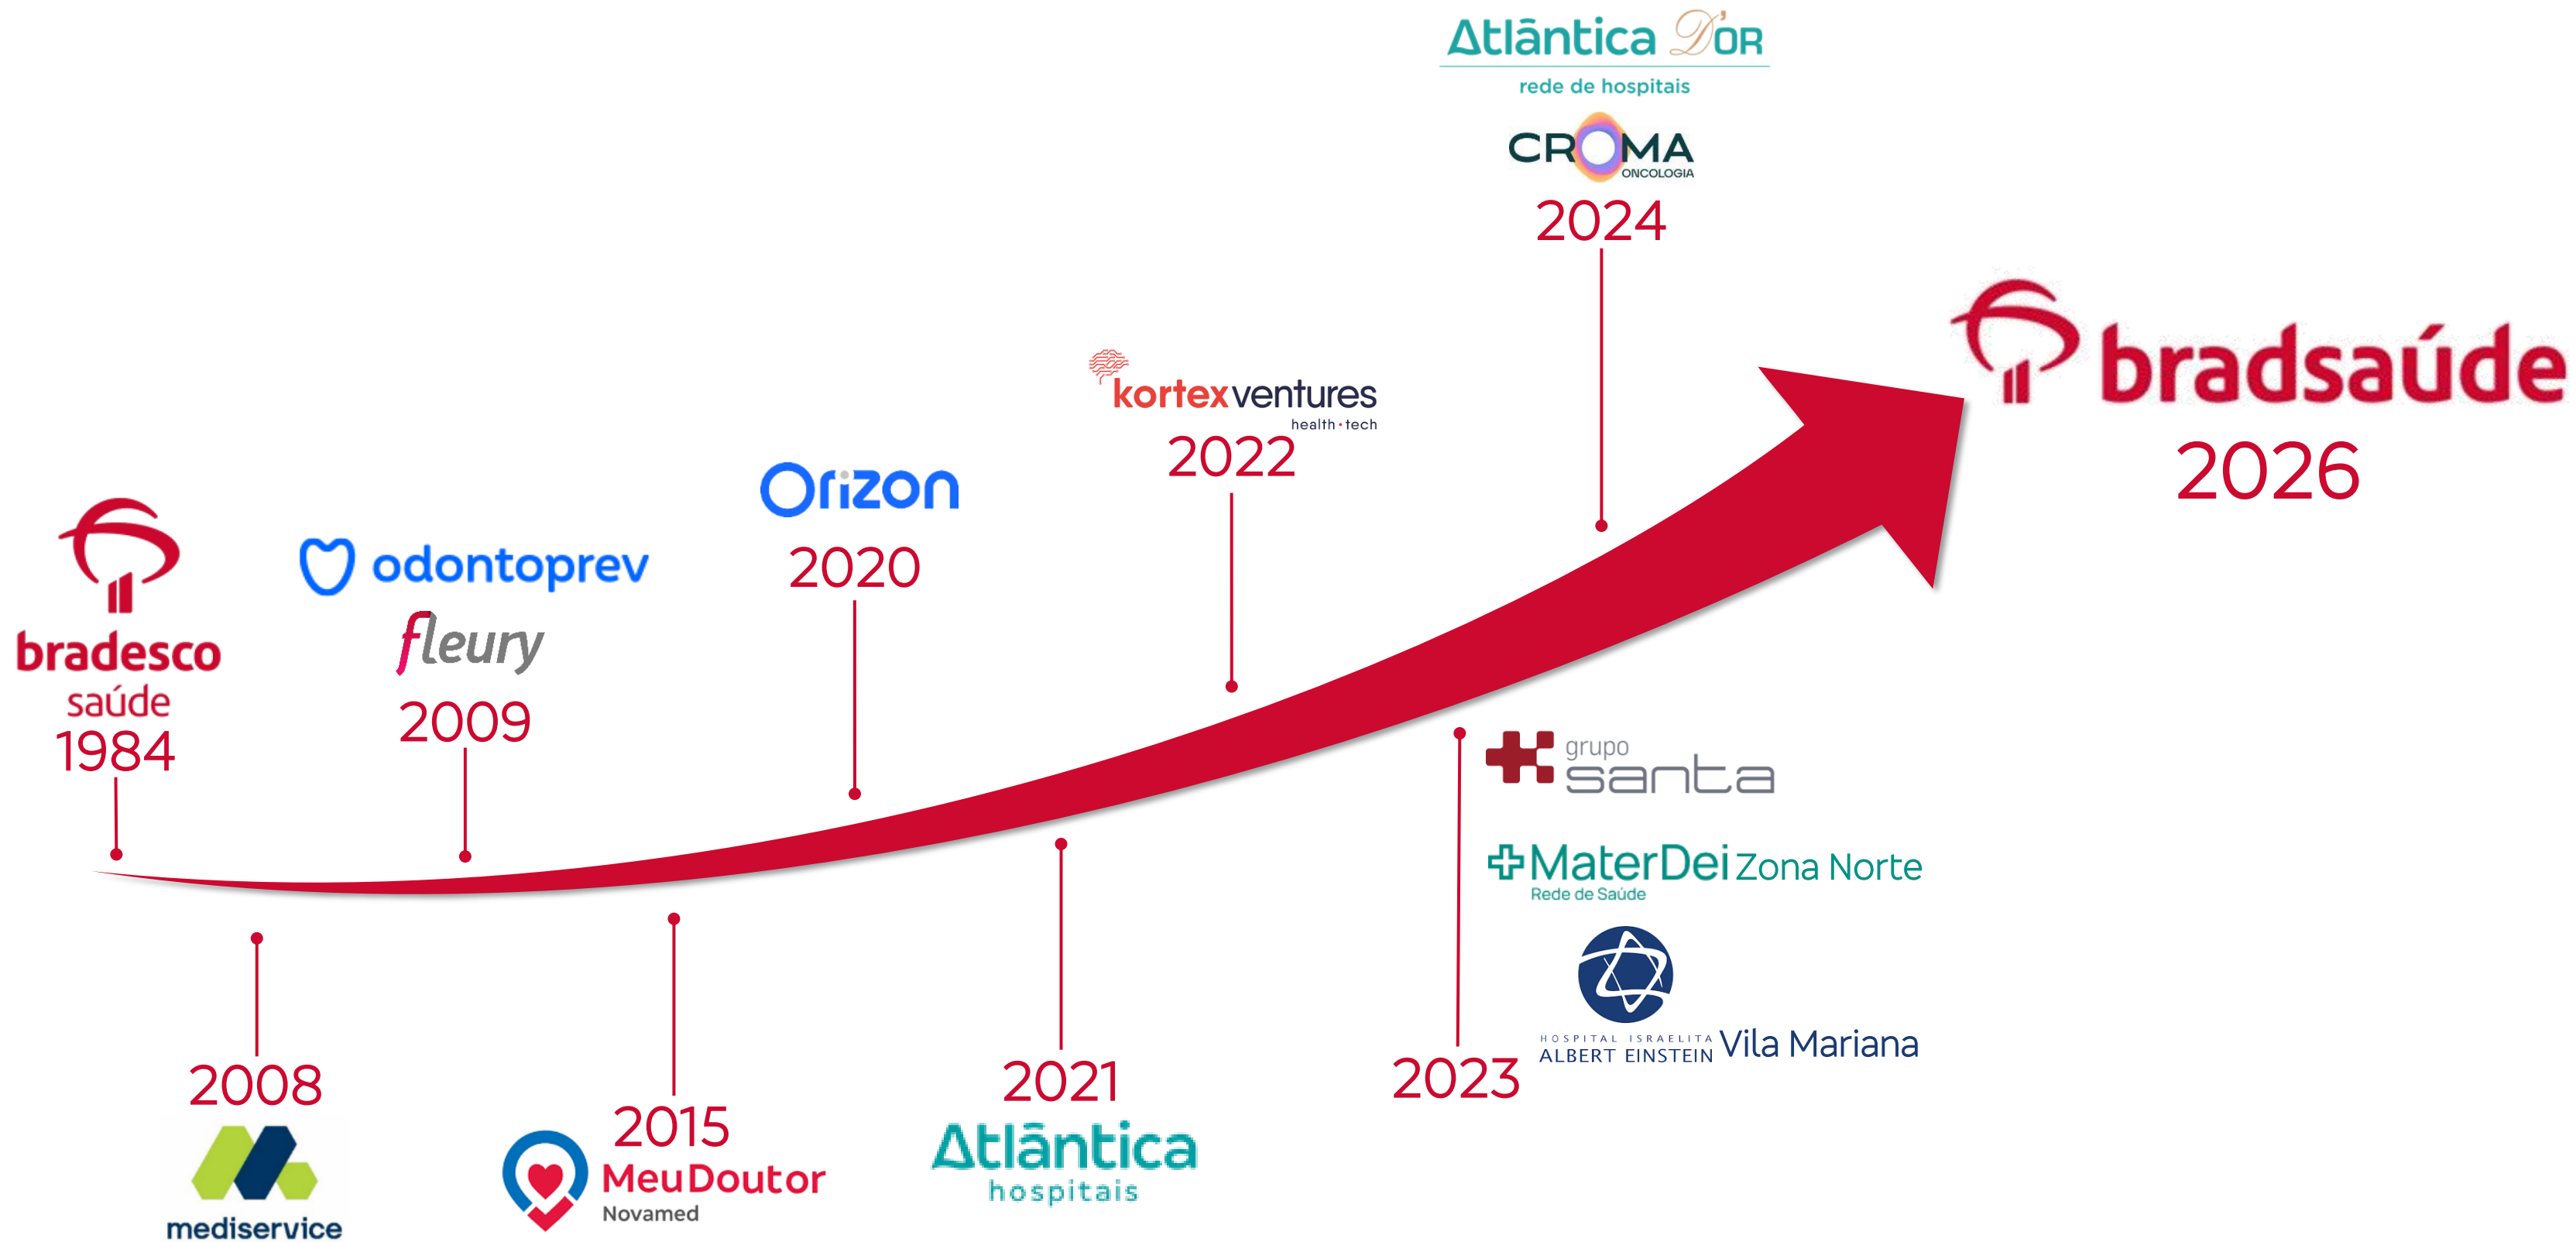 bradesco
saúde
1984
2008
mediservice
odontoprev
fleury
2009
2015
MeuDoutor
Novamed
Orizon
2020
2021
Atlântica
hospitais
kortexventures
health • tech
2022
2023
grupo
santa
MaterDei Zona Norte
Rede de Saúde
HOSPITAL ISRAELITA
ALBERT EINSTEIN Vila Mariana
Atlântica D'OR
rede de hospitais
CROMA
ONCOLOGIA
2024
bradsaúde
2026